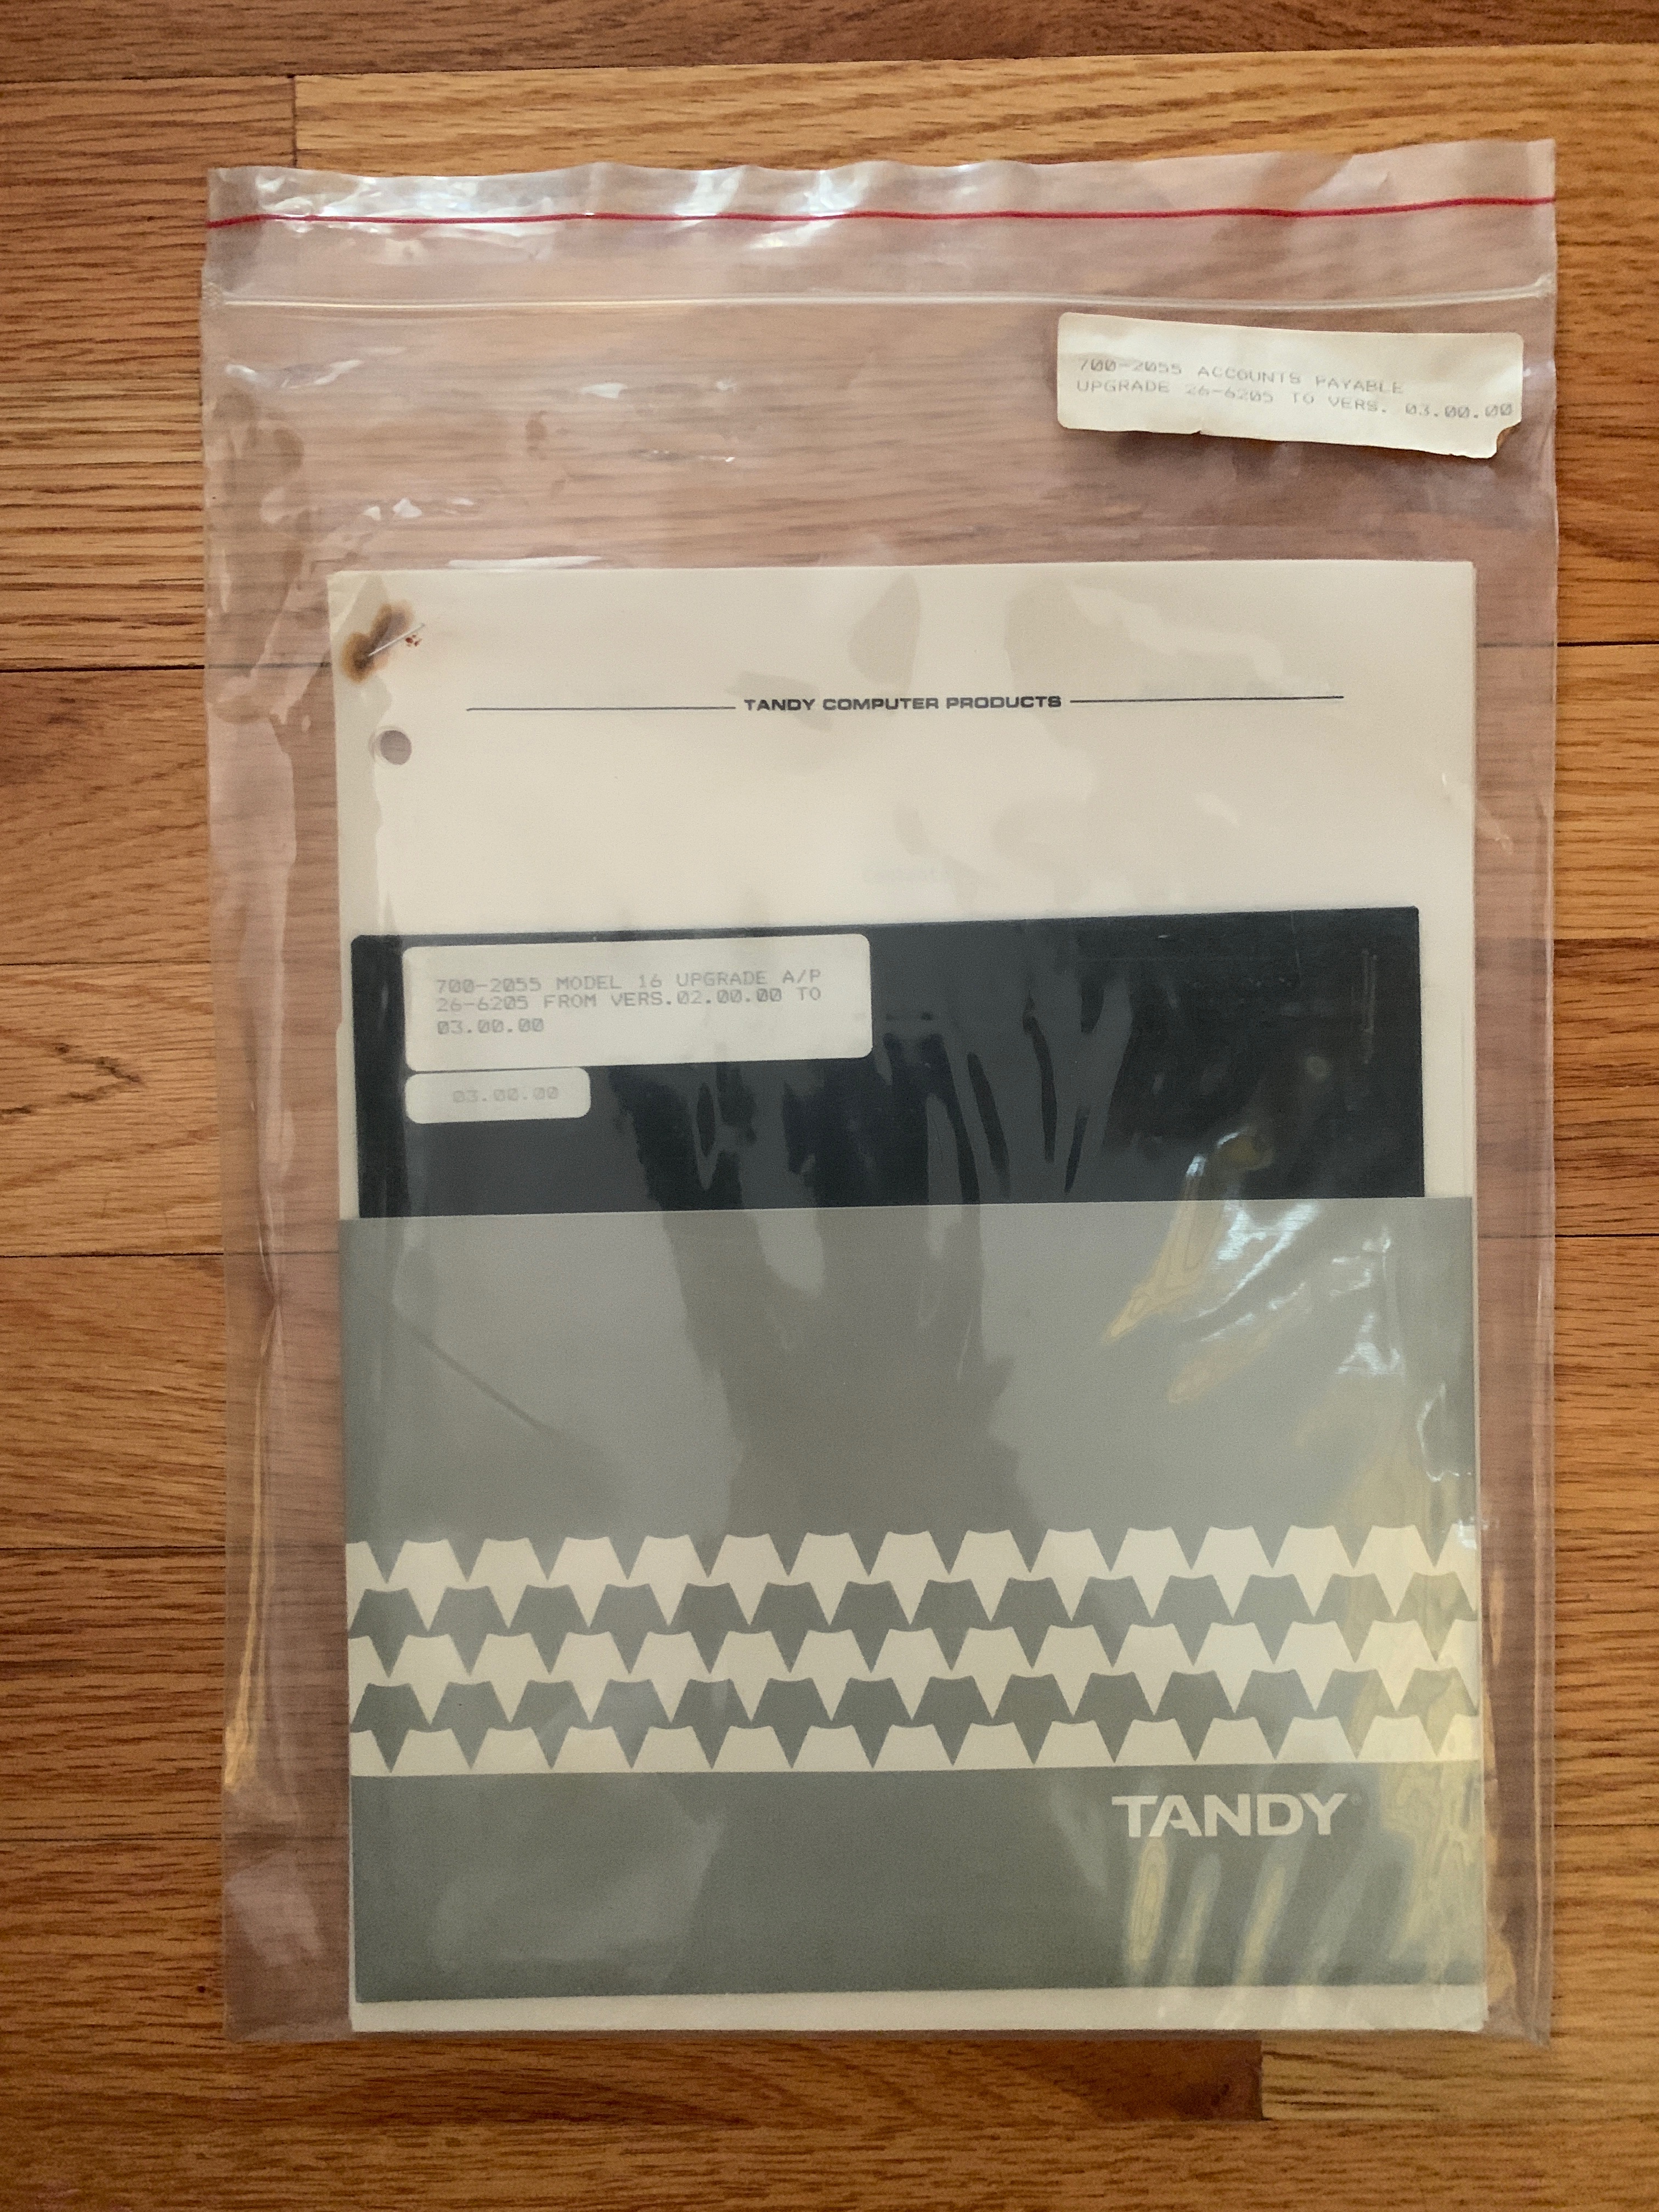 700-2055 ACCOUNTS PAYABLE
UPGRADE 26-6205 TO VERS. 03.00.00
TANDY COMPUTER PRODUCTS
700-2055 MODEL 16 UPGRADE A/P
26-6205 FROM VERS.02.00.00 TO
03.00.00
03.00.00
TANDY